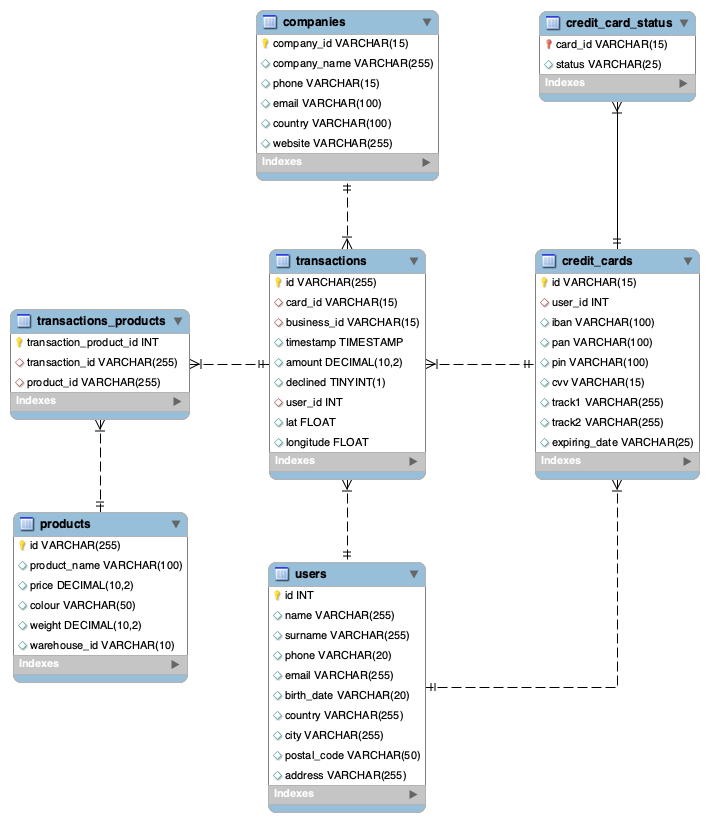 companies
company_id VARCHAR(15)
company_name VARCHAR(255)
phone VARCHAR(15)
email VARCHAR(100)
country VARCHAR(100)
website VARCHAR(255)
Indexes
credit_card_status
card_id VARCHAR(15)
status VARCHAR(25)
Indexes
transactions
id VARCHAR(255)
card_id VARCHAR(15)
business_id VARCHAR(15)
timestamp TIMESTAMP
amount DECIMAL(10,2)
declined TINYINT(1)
user_id INT
lat FLOAT
longitude FLOAT
Indexes
credit_cards
id VARCHAR(15)
user_id INT
iban VARCHAR(100)
pan VARCHAR(100)
pin VARCHAR(100)
cvv VARCHAR(15)
track1 VARCHAR(255)
track2 VARCHAR(255)
expiring_date VARCHAR(25)
Indexes
transactions_products
transaction_product_id INT
transaction_id VARCHAR(255)
product_id VARCHAR(255)
Indexes
products
id VARCHAR(255)
product_name VARCHAR(100)
price DECIMAL(10,2)
colour VARCHAR(50)
weight DECIMAL(10,2)
warehouse_id VARCHAR(10)
Indexes
users
id INT
name VARCHAR(255)
surname VARCHAR(255)
phone VARCHAR(20)
email VARCHAR(255)
birth_date VARCHAR(20)
country VARCHAR(255)
city VARCHAR(255)
postal_code VARCHAR(50)
address VARCHAR(255)
Indexes